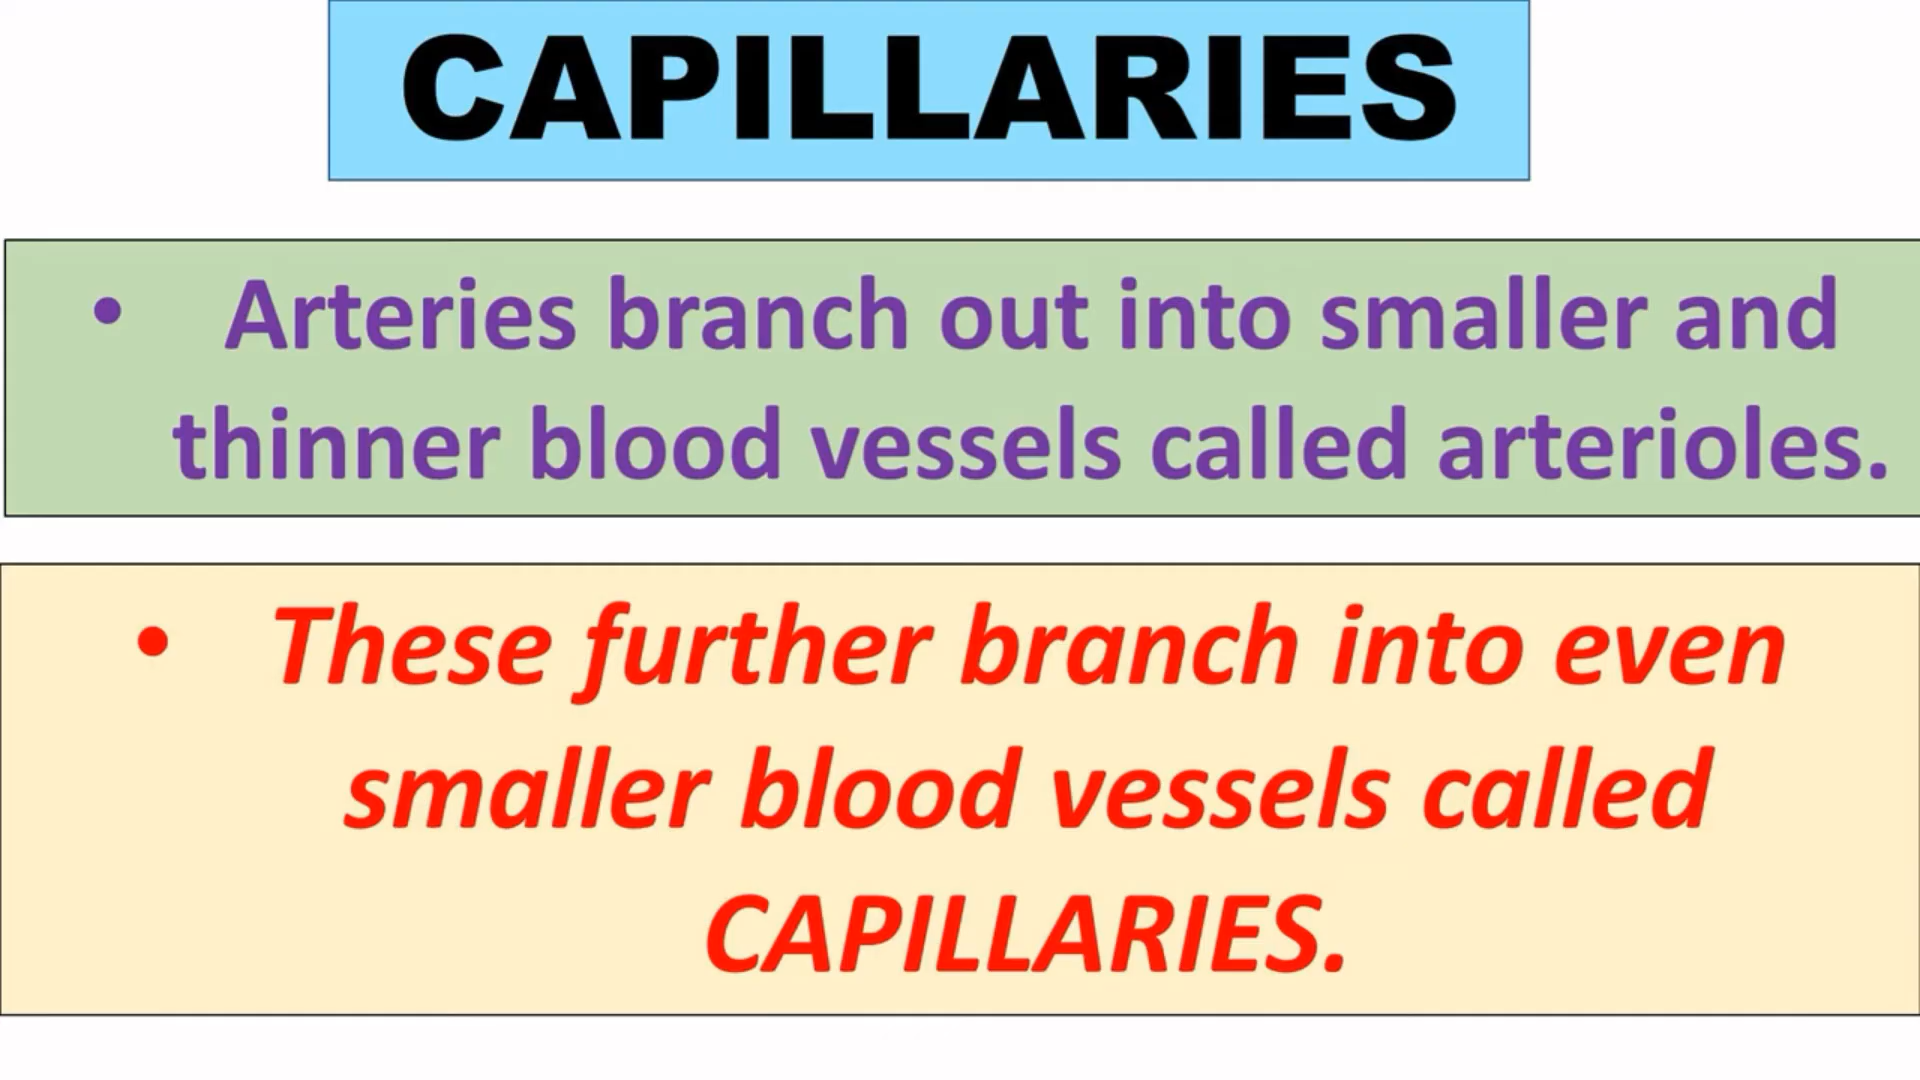 CAPILLARIES
• Arteries branch out into smaller and
thinner blood vessels called arterioles.
• These further branch into even
smaller blood vessels called
CAPILLARIES.